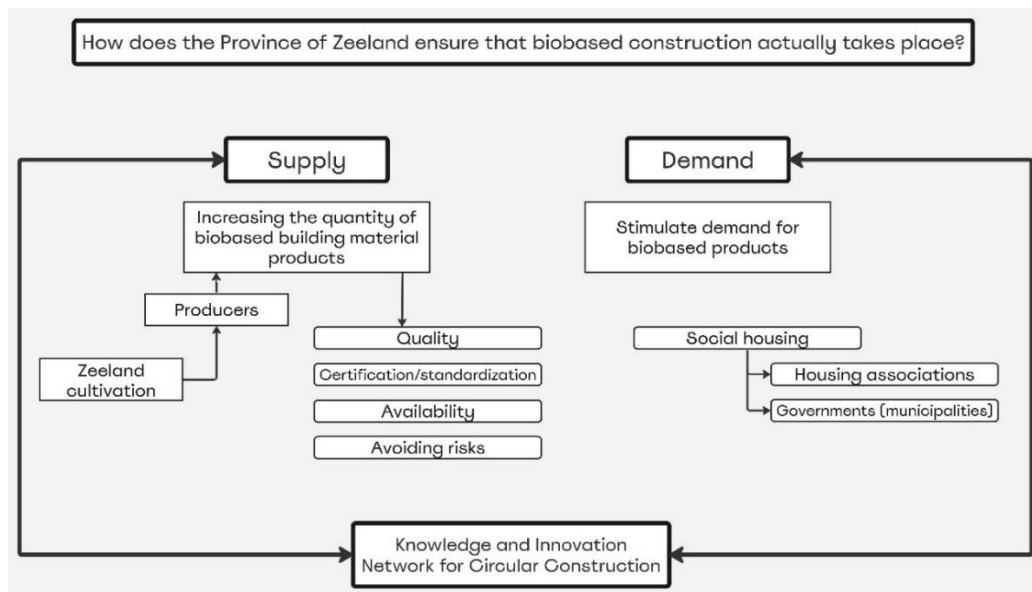 How does the Province of Zeeland ensure that biobased construction actually takes place?
Supply
Demand
Increasing the quantity of
biobased building material
products
Stimulate demand for
biobased products
Producers
Zeeland
cultivation
Quality
Certification/standardization
Availability
Avoiding risks
Social housing
Housing associations
Governments (municipalities)
Knowledge and Innovation
Network for Circular Construction